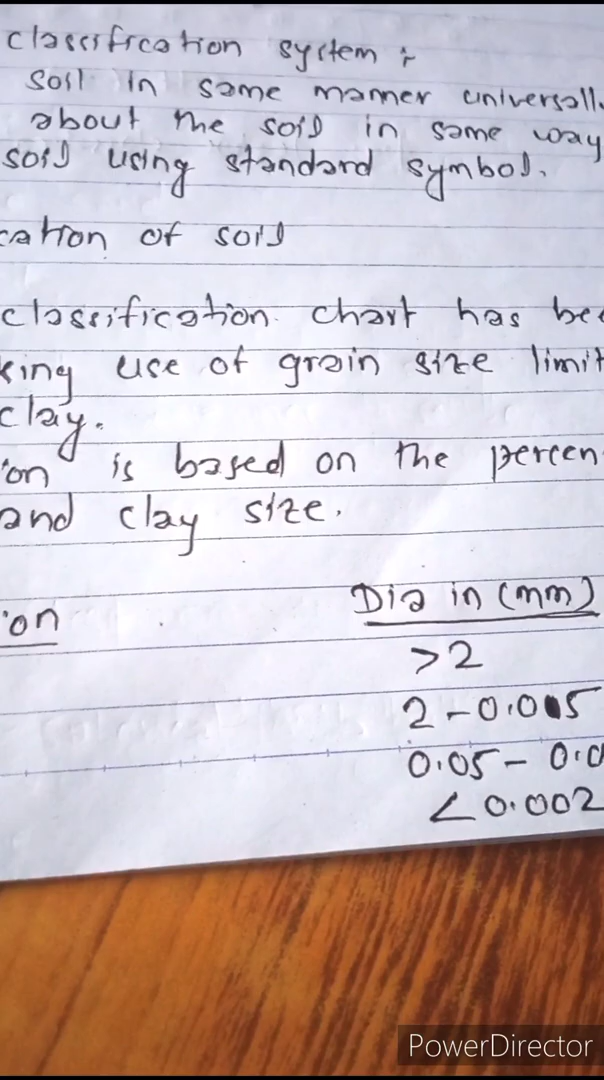 classification system :
soil in same manner universall
about the soil in same way
soil using standard symbol.
cation of soil
classification chart has be
king use of grain size limit
clay.
on is based on the percen
and clay size.
on Dia in (mm)
>2
2-0.005
0.05-0.0
<0.002
PowerDirector